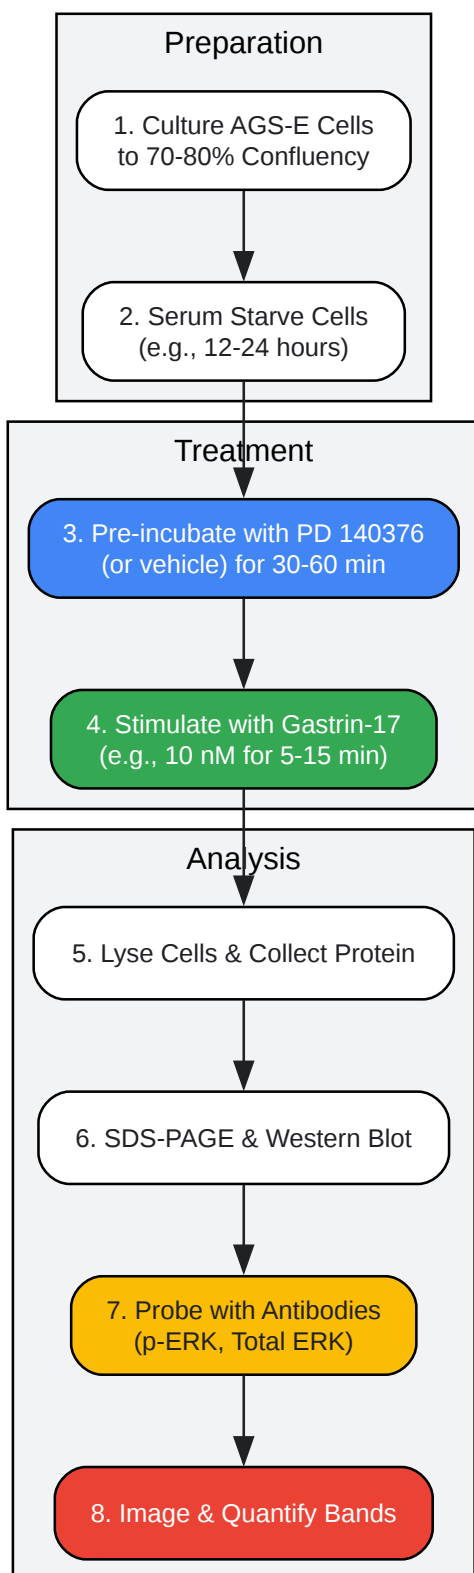 Preparation
1. Culture AGS-E Cells
to 70-80% Confluency
2. Serum Starve Cells
(e.g., 12-24 hours)
Treatment
3. Pre-incubate with PD 140376
(or vehicle) for 30-60 min
4. Stimulate with Gastrin-17
(e.g., 10 nM for 5-15 min)
Analysis
5. Lyse Cells & Collect Protein
6. SDS-PAGE & Western Blot
7. Probe with Antibodies
(p-ERK, Total ERK)
8. Image & Quantify Bands